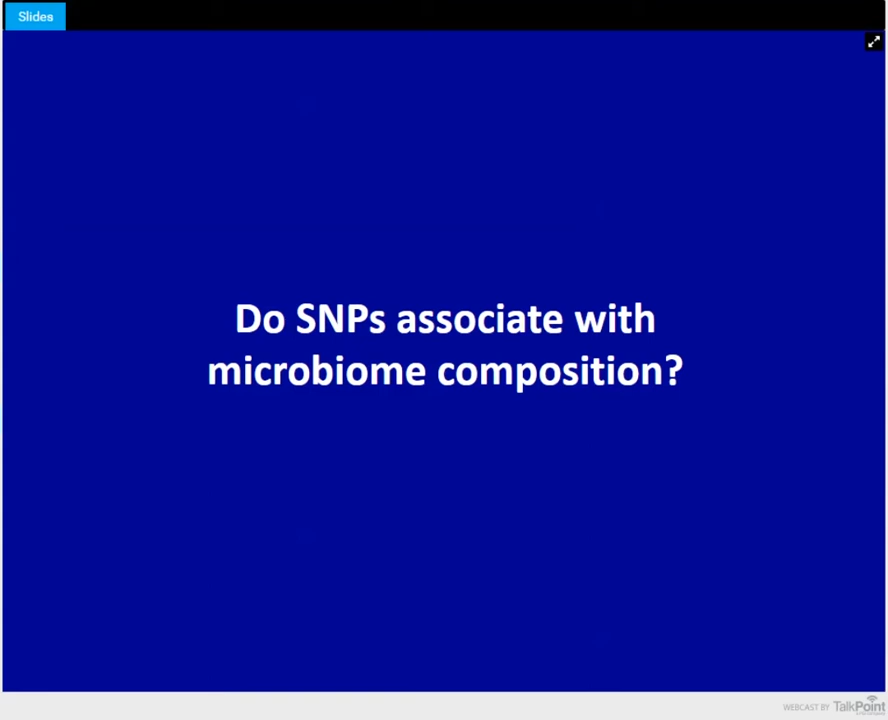 Slides
Do SNPs associate with
microbiome composition?
WEBCAST BY TalkPoint